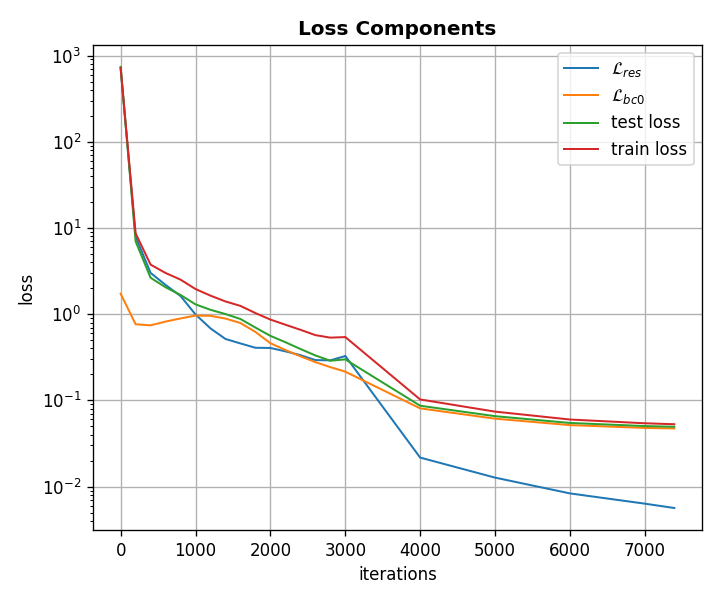 Loss Components
10³
10²
10¹
10⁰
10⁻¹
10⁻²
loss
ℒ_res
ℒ_bc0
test loss
train loss
0 1000 2000 3000 4000 5000 6000 7000
iterations